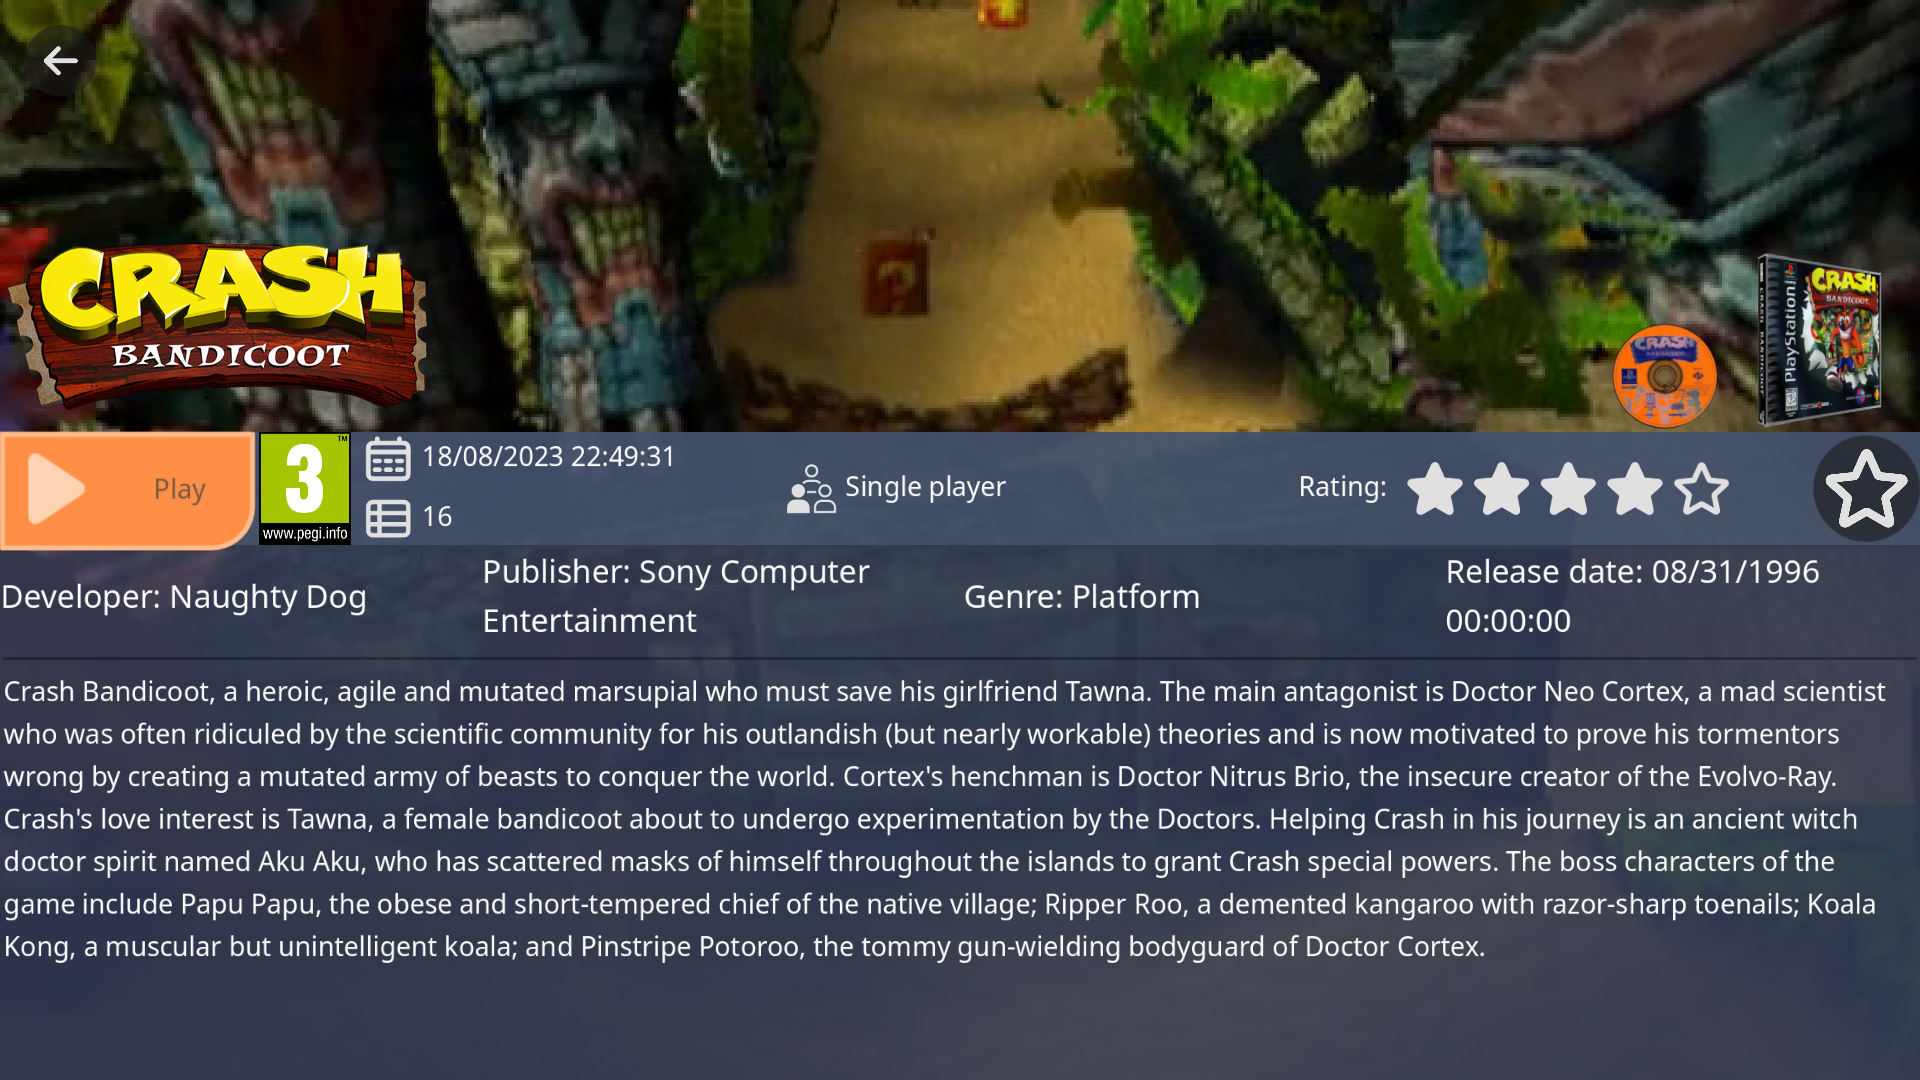 CRASH
BANDICOOT
CRASH
CRASH
BANDICOOT
PlayStation
Play
3
TM
www.pegi.info
18/08/2023 22:49:31
16
Single player
Rating:
Developer: Naughty Dog
Publisher: Sony Computer
Entertainment
Genre: Platform
Release date: 08/31/1996
00:00:00
Crash Bandicoot, a heroic, agile and mutated marsupial who must save his girlfriend Tawna. The main antagonist is Doctor Neo Cortex, a mad scientist
who was often ridiculed by the scientific community for his outlandish (but nearly workable) theories and is now motivated to prove his tormentors
wrong by creating a mutated army of beasts to conquer the world. Cortex's henchman is Doctor Nitrus Brio, the insecure creator of the Evolvo-Ray.
Crash's love interest is Tawna, a female bandicoot about to undergo experimentation by the Doctors. Helping Crash in his journey is an ancient witch
doctor spirit named Aku Aku, who has scattered masks of himself throughout the islands to grant Crash special powers. The boss characters of the
game include Papu Papu, the obese and short-tempered chief of the native village; Ripper Roo, a demented kangaroo with razor-sharp toenails; Koala
Kong, a muscular but unintelligent koala; and Pinstripe Potoroo, the tommy gun-wielding bodyguard of Doctor Cortex.